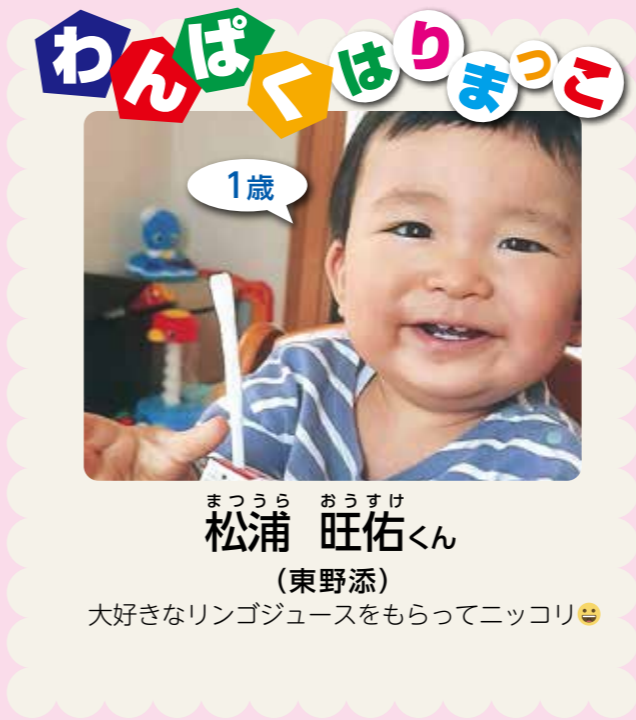 わんぱくはりまっこ
1歳
まつうら おうすけ
松浦 旺佑くん
（東野添）
大好きなリンゴジュースをもらってニッコリ😀